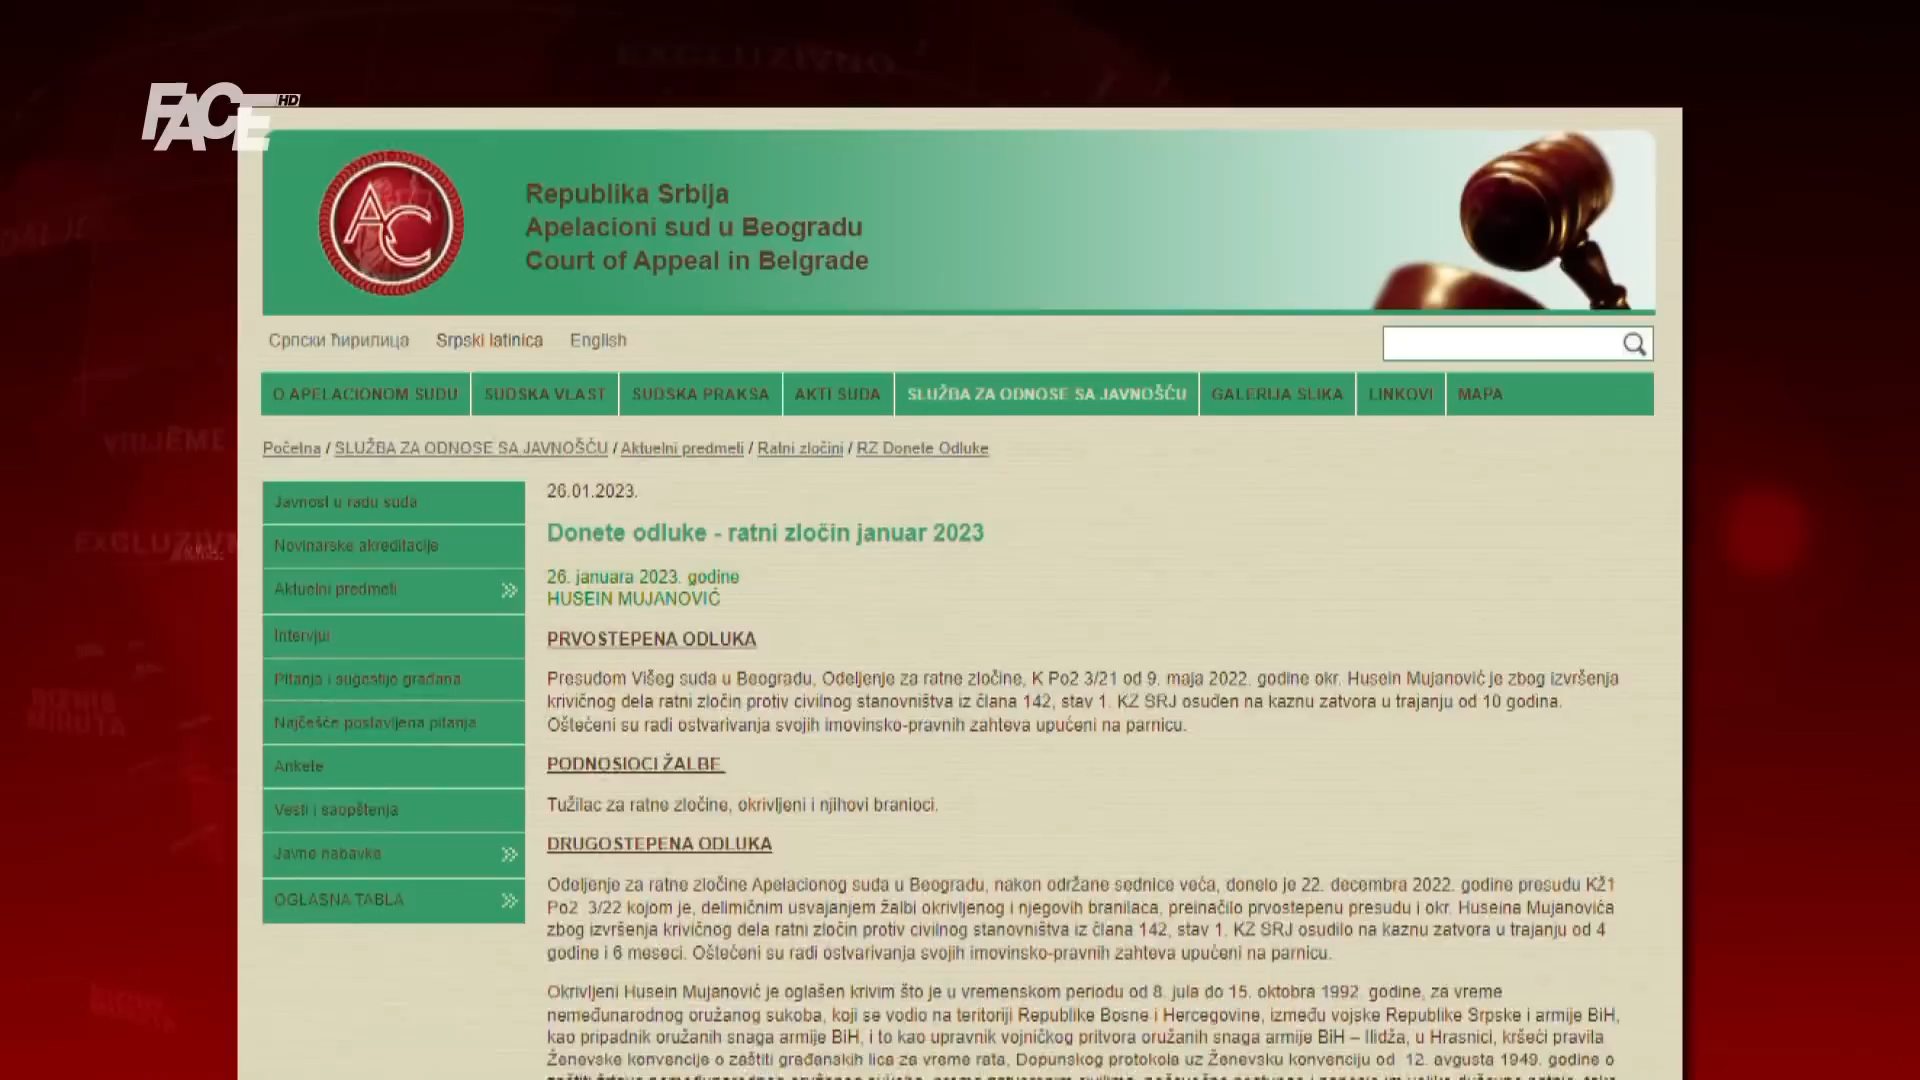 FACE HD
EXCLUZIVNO
Republika Srbija
Apelacioni sud u Beogradu
Court of Appeal in Belgrade
AC
Српски ћирилица Srpski latinica English
O APELACIONOM SUDU SUDSKA VLAST SUDSKA PRAKSA AKTI SUDA SLUŽBA ZA ODNOSE SA JAVNOŠĆU GALERIJA SLIKA LINKOVI MAPA
Početna / SLUŽBA ZA ODNOSE SA JAVNOŠĆU / Aktuelni predmeti / Ratni zločini / RZ Donete Odluke
Javnost u radu suda
Novinarske akreditacije
Aktuelni predmeti
Intervjui
Pitanja i sugestije građana
Najčešće postavljena pitanja
Ankete
Vesti i saopštenja
Javne nabavke
OGLASNA TABLA
26.01.2023.
Donete odluke - ratni zločin januar 2023
26. januara 2023. godine
HUSEIN MUJANOVIĆ
PRVOSTEPENA ODLUKA
Presudom Višeg suda u Beogradu, Odeljenje za ratne zločine, K Po2 3/21 od 9. maja 2022. godine okr. Husein Mujanović je zbog izvršenja
krivičnog dela ratni zločin protiv civilnog stanovništva iz člana 142, stav 1. KZ SRJ osuđen na kaznu zatvora u trajanju od 10 godina.
Oštećeni su radi ostvarivanja svojih imovinsko-pravnih zahteva upućeni na parnicu.
PODNOSIOCI ŽALBE
Tužilac za ratne zločine, okrivljeni i njihovi branioci.
DRUGOSTEPENA ODLUKA
Odeljenje za ratne zločine Apelacionog suda u Beogradu, nakon održane sednice veća, donelo je 22. decembra 2022. godine presudu Kž1
Po2 3/22 kojom je, delimičnim usvajanjem žalbi okrivljenog i njegovih branilaca, preinačilo prvostepenu presudu i okr. Huseina Mujanovića
zbog izvršenja krivičnog dela ratni zločin protiv civilnog stanovništva iz člana 142, stav 1. KZ SRJ osudilo na kaznu zatvora u trajanju od 4
godine i 6 meseci. Oštećeni su radi ostvarivanja svojih imovinsko-pravnih zahteva upućeni na parnicu.
Okrivljeni Husein Mujanović je oglašen krivim što je u vremenskom periodu od 8. jula do 15. oktobra 1992. godine, za vreme
nemeđunarodnog oružanog sukoba, koji se vodio na teritoriji Republike Bosne i Hercegovine, između vojske Republike Srpske i armije BiH,
kao pripadnik oružanih snaga armije BiH, i to kao upravnik vojničkog pritvora oružanih snaga armije BiH – Ilidža, u Hrasnici, kršeći pravila
Ženevske konvencije o zaštiti građanskih lica za vreme rata, Dopunskog protokola uz Ženevsku konvenciju od 12. avgusta 1949. godine o
VRIJEME
EXCLUZIVN
BIZNIS
MINUTA